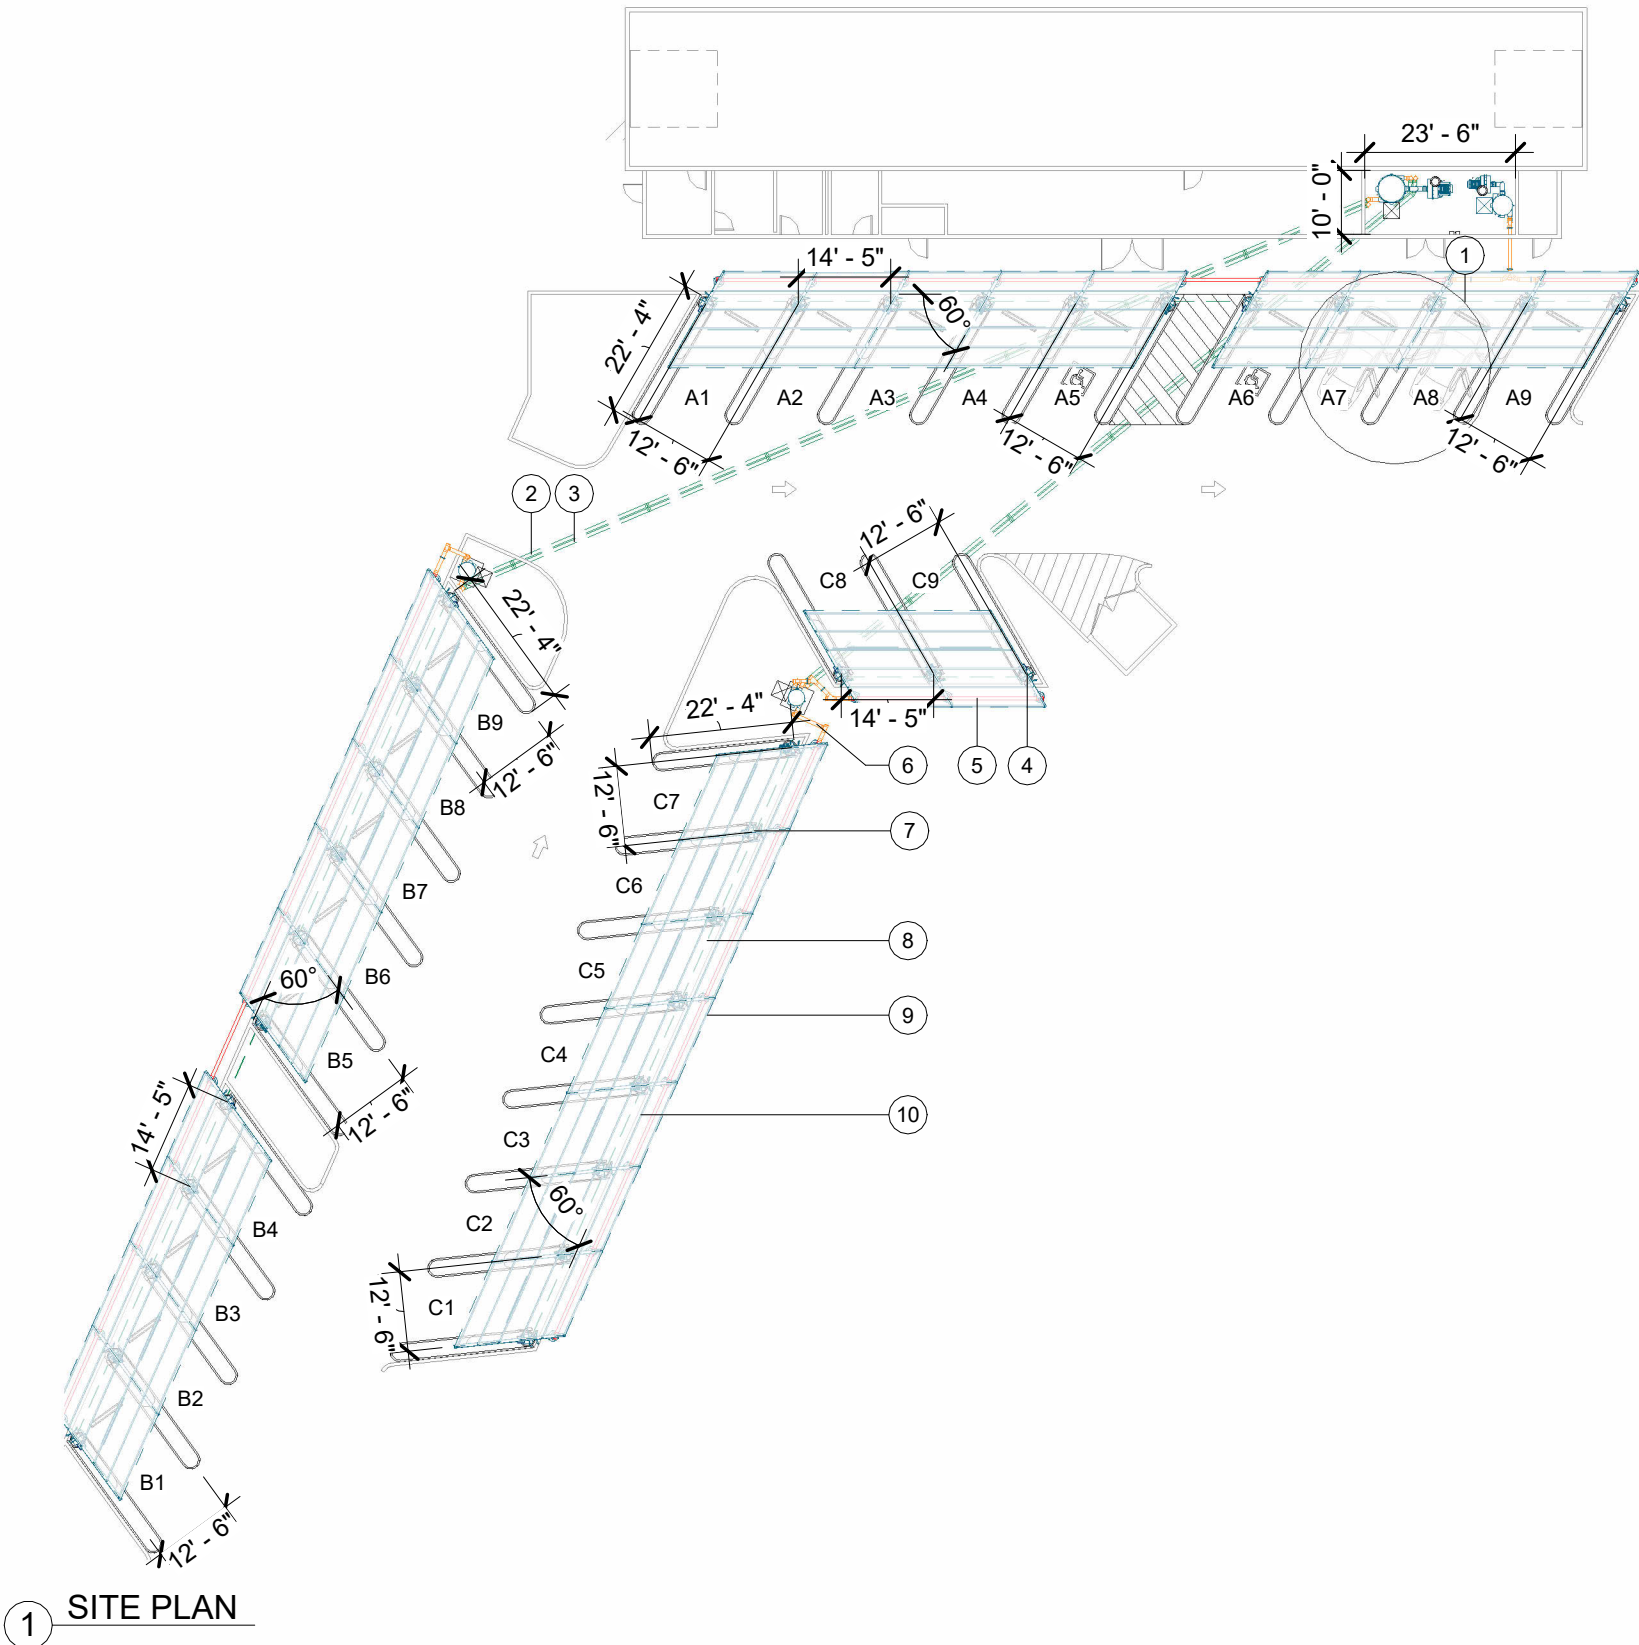 23' - 6"
10' - 0"
1
14' - 5"
60°
22' - 4"
A1
A2
A3
A4
A5
A6
A7
A8
A9
12' - 6"
12' - 6"
12' - 6"
2
3
12' - 6"
C8
C9
22' - 4"
22' - 4"
14' - 5"
B9
12' - 6"
6
5
4
12' - 6"
C7
B8
7
C6
B7
8
C5
B6
60°
9
C4
B5
14' - 5"
12' - 6"
10
C3
60°
C2
B4
12' - 6"
C1
B3
B2
B1
12' - 6"
1
SITE PLAN